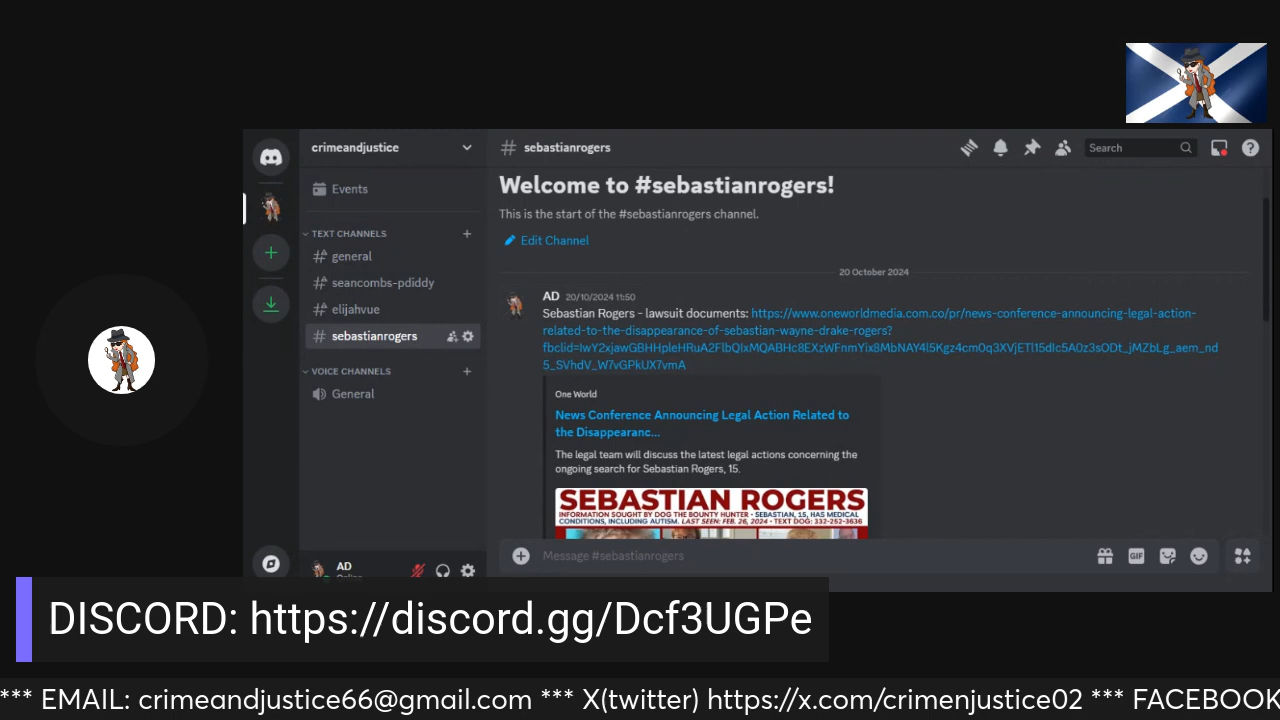 crimeandjustice
# sebastianrogers
Search
Events
Welcome to #sebastianrogers!
This is the start of the #sebastianrogers channel.
Edit Channel
TEXT CHANNELS
general
seancombs-pdiddy
elijahvue
sebastianrogers
VOICE CHANNELS
General
20 October 2024
AD 20/10/2024 11:50
Sebastian Rogers - lawsuit documents: https://www.oneworldmedia.com.co/pr/news-conference-announcing-legal-action-
related-to-the-disappearance-of-sebastian-wayne-drake-rogers?
5_SVhdV_W7vGPkUX7vmA
One World
News Conference Announcing Legal Action Related to
the Disappearanc...
The legal team will discuss the latest legal actions concerning the
ongoing search for Sebastian Rogers, 15.
SEBASTIAN ROGERS
INFORMATION SOUGHT BY DOG THE BOUNTY HUNTER • SEBASTIAN, 15, HAS MEDICAL
CONDITIONS, INCLUDING AUTISM. LAST SEEN: FEB. 26, 2024 • TEXT DOG: 332-252-3636
Message #sebastianrogers
GIF
AD
Online
DISCORD: https://discord.gg/Dcf3UGPe
*** EMAIL: crimeandjustice66@gmail.com *** X(twitter) https://x.com/crimenjustice02 *** FACEBOOK